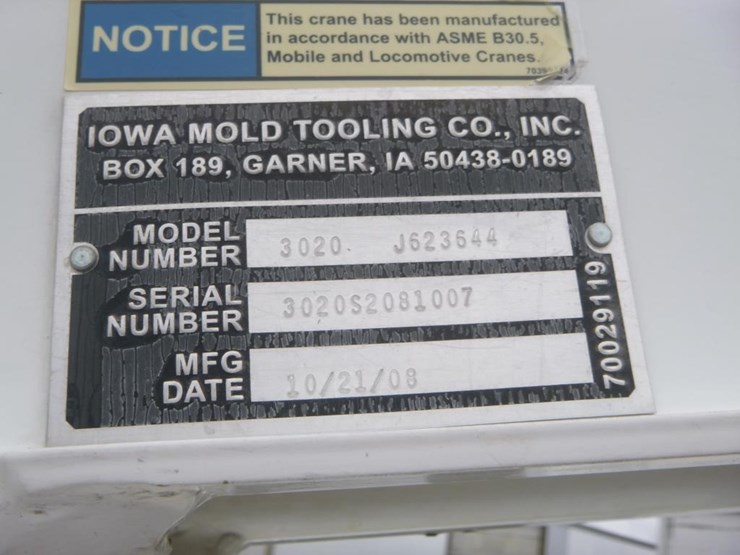 NOTICE
This crane has been manufactured
in accordance with ASME B30.5,
Mobile and Locomotive Cranes.
IOWA MOLD TOOLING CO., INC.
BOX 189, GARNER, IA 50438-0189
MODEL
NUMBER
3020 J623644
SERIAL
NUMBER
3020S2081007
MFG
DATE
10/21/08
70029119